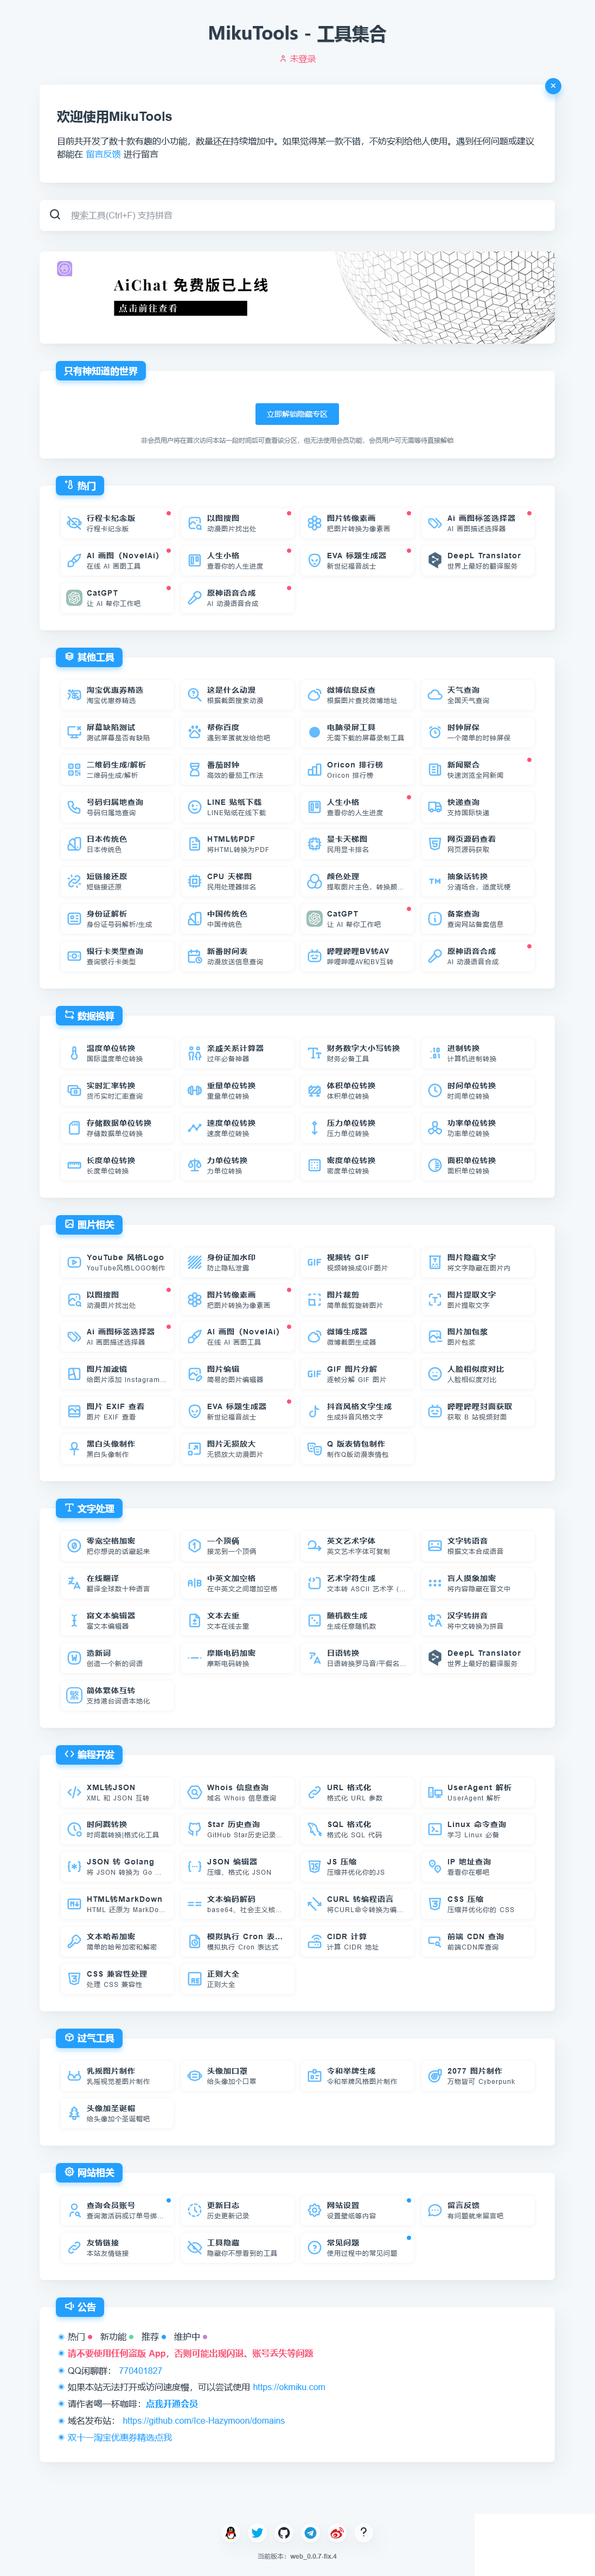 MikuTools - 工具集合
未登录
欢迎使用MikuTools
目前共开发了数十款有趣的小功能，数量还在持续增加中。如果觉得某一款不错，不妨安利给他人使用。遇到任何问题或建议
都能在 留言反馈 进行留言
搜索工具(Ctrl+F) 支持拼音
AiChat 免费版已上线
点击前往查看
只有神知道的世界
立即解锁隐藏专区
非会员用户将在首次访问本站一段时间后可查看该分区，但无法使用会员功能，会员用户可无需等待直接解锁
热门
行程卡纪念版 以图搜图 图片转像素画 Ai 画图标签选择器
行程卡纪念版 动漫图片找出处 把图片转换为像素画 AI 画图描述选择器
AI 画图（NovelAi） 人生小格 EVA 标题生成器 DeepL Translator
在线 AI 画图工具 查看你的人生进度 新世纪福音战士 世界上最好的翻译服务
CatGPT 原神语音合成
让 AI 帮你工作吧 AI 动漫语音合成
其他工具
淘宝优惠券精选 这是什么动漫 微博信息反查 天气查询
淘宝优惠券精选 根据截图搜索动漫 根据图片查找微博地址 全国天气查询
屏幕缺陷测试 帮你百度 电脑录屏工具 时钟屏保
测试屏幕是否有缺陷 遇到笨蛋就发给他吧 无需下载的屏幕录制工具 一个简单的时钟屏保
二维码生成/解析 番茄时钟 Oricon 排行榜 新闻聚合
二维码生成/解析 高效的番茄工作法 Oricon 排行榜 快速浏览全网新闻
号码归属地查询 LINE 贴纸下载 人生小格 快递查询
号码归属地查询 LINE贴纸在线下载 查看你的人生进度 支持国际快递
日本传统色 HTML转PDF 显卡天梯图 网页源码查看
日本传统色 将HTML转换为PDF 民用显卡排名 网页源码获取
短链接还原 CPU 天梯图 颜色处理 抽象话转换
短链接还原 民用处理器排名 提取图片主色，转换颜... 分清场合，适度玩梗
身份证解析 中国传统色 CatGPT 备案查询
身份证号码解析/生成 中国传统色 让 AI 帮你工作吧 查询网站备案信息
银行卡类型查询 新番时间表 哔哩哔哩BV转AV 原神语音合成
查询银行卡类型 动漫放送信息查询 哔哩哔哩AV和BV互转 AI 动漫语音合成
数据换算
温度单位转换 亲戚关系计算器 财务数字大小写转换 进制转换
国际温度单位转换 过年必备神器 财务必备工具 计算机进制转换
实时汇率转换 重量单位转换 体积单位转换 时间单位转换
货币实时汇率查询 重量单位转换 体积单位转换 时间单位转换
存储数据单位转换 速度单位转换 压力单位转换 功率单位转换
存储数据单位转换 速度单位转换 压力单位转换 功率单位转换
长度单位转换 力单位转换 密度单位转换 面积单位转换
长度单位转换 力单位转换 密度单位转换 面积单位转换
图片相关
YouTube 风格Logo 身份证加水印 视频转 GIF 图片隐藏文字
YouTube风格LOGO制作 防止隐私泄露 视频转换成GIF图片 将文字隐藏在图片内
以图搜图 图片转像素画 图片裁剪 图片提取文字
动漫图片找出处 把图片转换为像素画 简单裁剪旋转图片 图片提取文字
Ai 画图标签选择器 AI 画图（NovelAi） 微博生成器 图片加包浆
AI 画图描述选择器 在线 AI 画图工具 微博截图生成器 图片包浆
图片加滤镜 图片编辑 GIF 图片分解 人脸相似度对比
给图片添加 Instagram... 简易的图片编辑器 逐帧分解 GIF 图片 人脸相似度对比
图片 EXIF 查看 EVA 标题生成器 抖音风格文字生成 哔哩哔哩封面获取
图片 EXIF 查看 新世纪福音战士 生成抖音风格文字 获取 B 站视频封面
黑白头像制作 图片无损放大 Q 版表情包制作
黑白头像制作 无损放大动漫图片 制作Q版动漫表情包
文字处理
零宽空格加密 一个顶俩 英文艺术字体 文字转语音
把你想说的话藏起来 接龙到一个顶俩 英文艺术字体可复制 根据文本合成语音
在线翻译 中英文加空格 艺术字符生成 盲人摸象加密
翻译全球数十种语言 在中英文之间增加空格 文本转 ASCII 艺术字 (... 将内容隐藏在盲文中
富文本编辑器 文本去重 随机数生成 汉字转拼音
富文本编辑器 文本在线去重 生成任意随机数 将中文转换为拼音
造新词 摩斯电码加密 日语转换 DeepL Translator
创造一个新的词语 摩斯电码转换 日语转换罗马音/平假名... 世界上最好的翻译服务
简体繁体互转
支持港台词语本地化
编程开发
XML转JSON Whois 信息查询 URL 格式化 UserAgent 解析
XML 和 JSON 互转 域名 Whois 信息查询 格式化 URL 参数 UserAgent 解析
时间戳转换 Star 历史查询 SQL 格式化 Linux 命令查询
时间戳转换|格式化工具 GitHub Star历史记录... 格式化 SQL 代码 学习 Linux 必备
JSON 转 Golang JSON 编辑器 JS 压缩 IP 地址查询
将 JSON 转换为 Go ... 压缩、格式化 JSON 压缩并优化你的JS 看看你在哪吧
HTML转MarkDown 文本编码解码 CURL 转编程语言 CSS 压缩
HTML 还原为 MarkDo... base64、社会主义核... 将CURL命令转换为编... 压缩并优化你的 CSS
文本哈希加密 模拟执行 Cron 表... CIDR 计算 前端 CDN 查询
简单的哈希加密和解密 模拟执行 Cron 表达式 计算 CIDR 地址 前端CDN库查询
CSS 兼容性处理 正则大全
处理 CSS 兼容性 正则大全
过气工具
乳摇图片制作 头像加口罩 令和举牌生成 2077 图片制作
乳摇视觉差图片制作 给头像加个口罩 令和举牌风格图片制作 万物皆可 Cyberpunk
头像加圣诞帽
给头像加个圣诞帽吧
网站相关
查询会员账号 更新日志 网站设置 留言反馈
查询激活码或订单号绑... 历史更新记录 设置壁纸等内容 有问题就来留言吧
友情链接 工具隐藏 常见问题
本站友情链接 隐藏你不想看到的工具 使用过程中的常见问题
公告
热门 新功能 推荐 维护中
请不要使用任何盗版 App，否则可能出现闪退、账号丢失等问题
QQ闲聊群： 770401827
如果本站无法打开或访问速度慢，可以尝试使用 https://okmiku.com
请作者喝一杯咖啡：点我开通会员
域名发布站： https://github.com/Ice-Hazymoon/domains
双十一淘宝优惠券精选点我
当前版本：web_0.0.7-fix.4